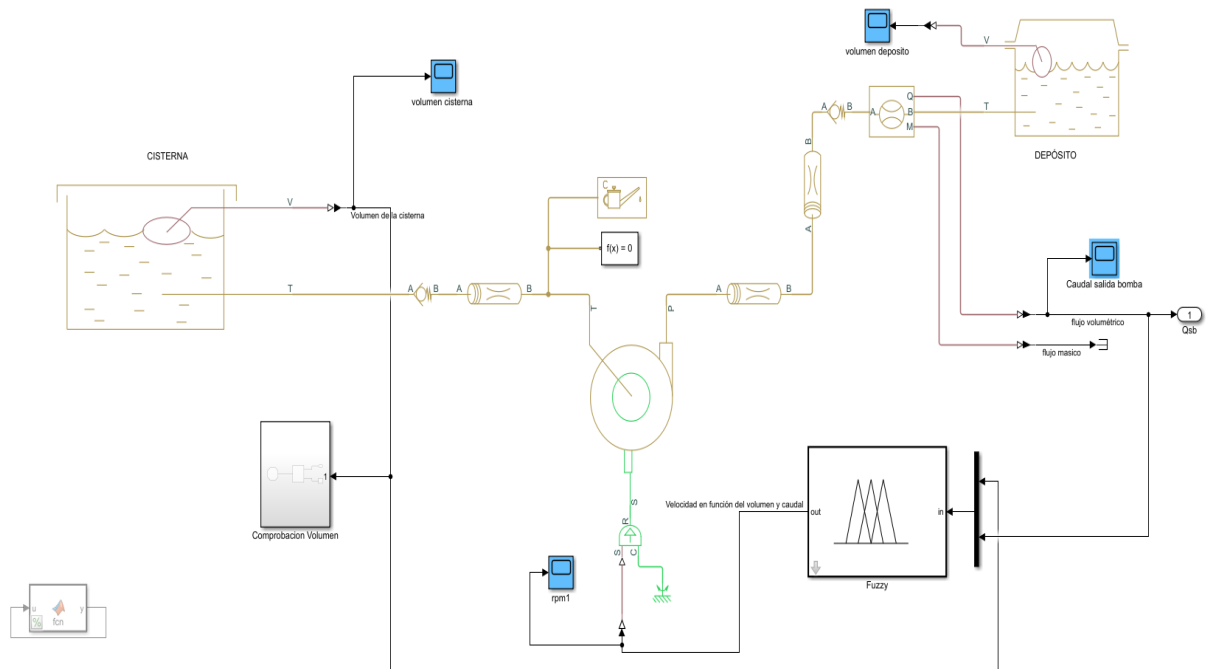 V
volumen deposito
volumen cisterna
Q
A B
A B
T
M
CISTERNA
DEPÓSITO
B
C
A
V
Volumen de la cisterna
f(x) = 0
A
Caudal salida bomba
T
A B
A B
A B
T
P
1
flujo volumétrico
Qsb
flujo masico
1
Comprobacion Volumen
Velocidad en función del volumen y caudal
out
in
Fuzzy
S
R
S
C
rpm1
u
y
fcn
%